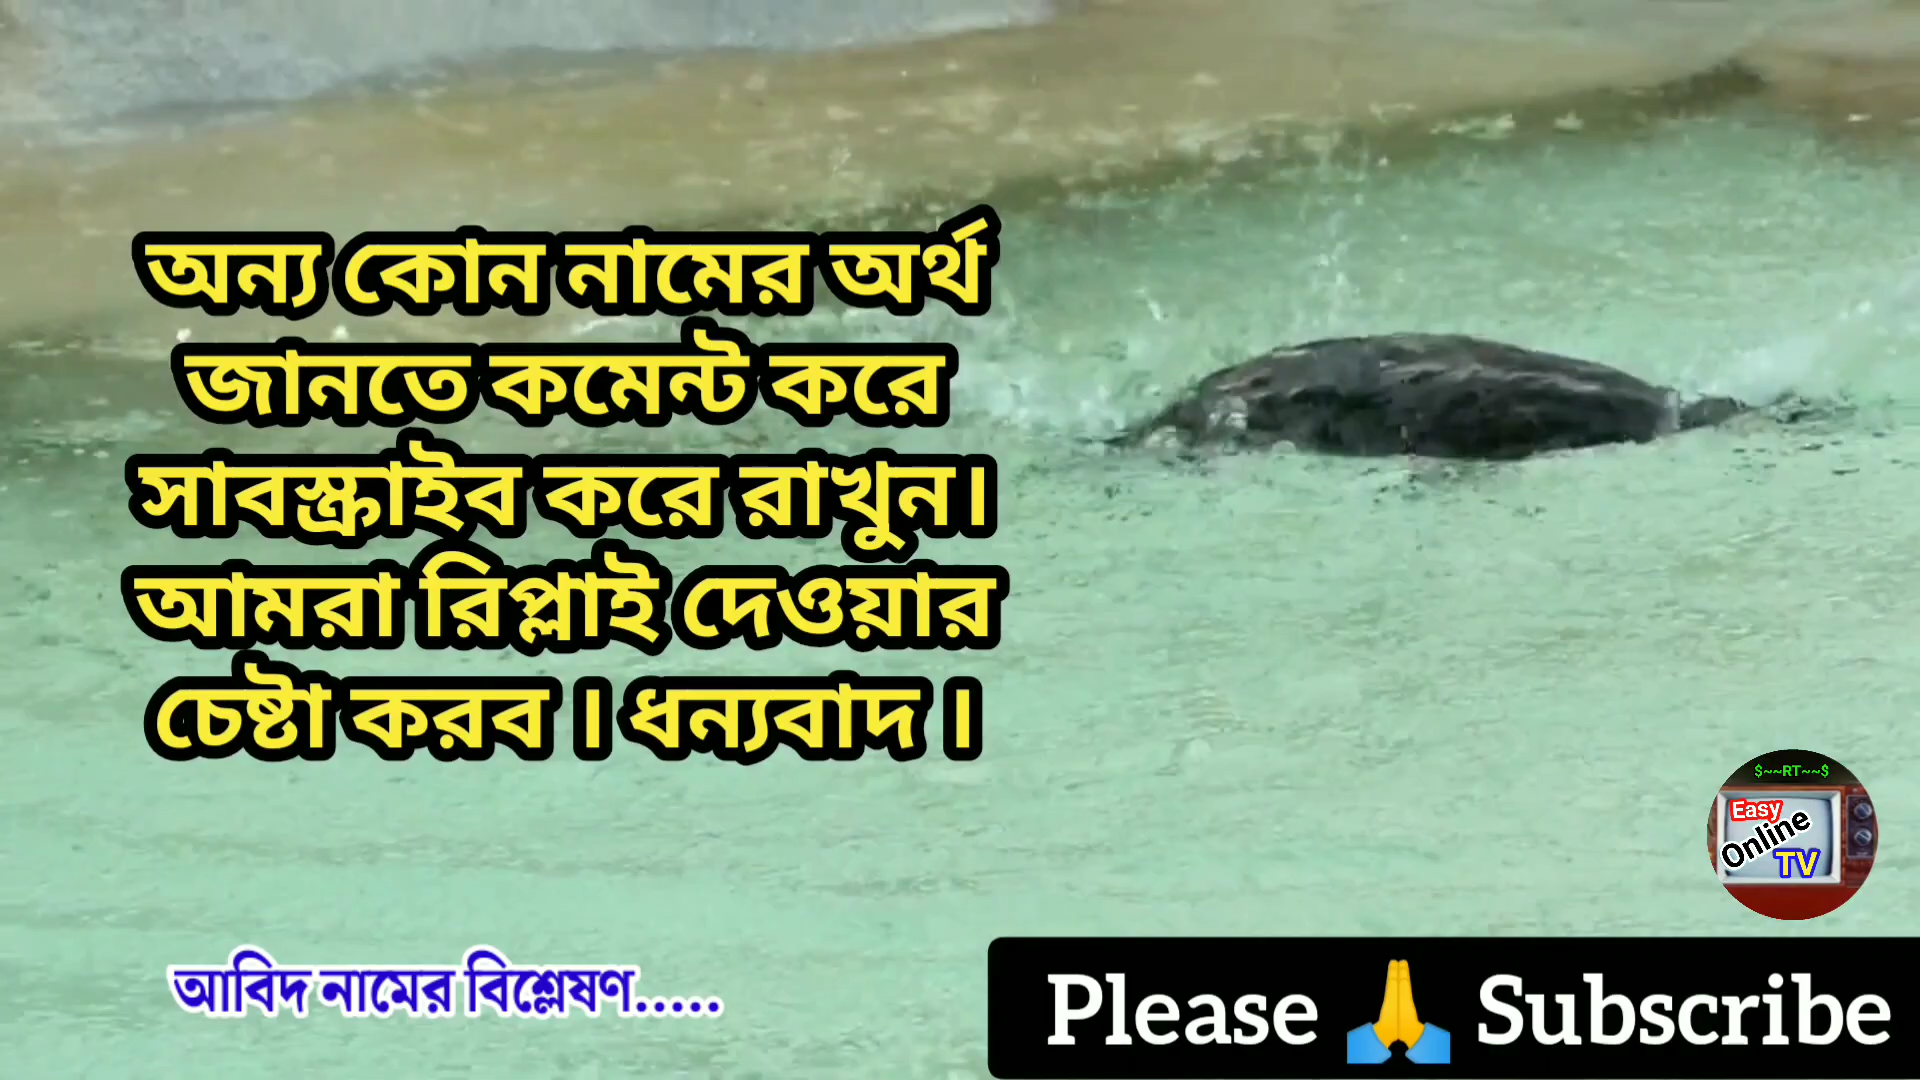 অন্য কোন নামের অর্থ
জানতে কমেন্ট করে
সাবস্ক্রাইব করে রাখুন।
আমরা রিপ্লাই দেওয়ার
চেষ্টা করব । ধন্যবাদ ।
$~~RT~~$
Easy
Online
TV
আবিদ নামের বিশ্লেষণ.....
Please 🙏 Subscribe